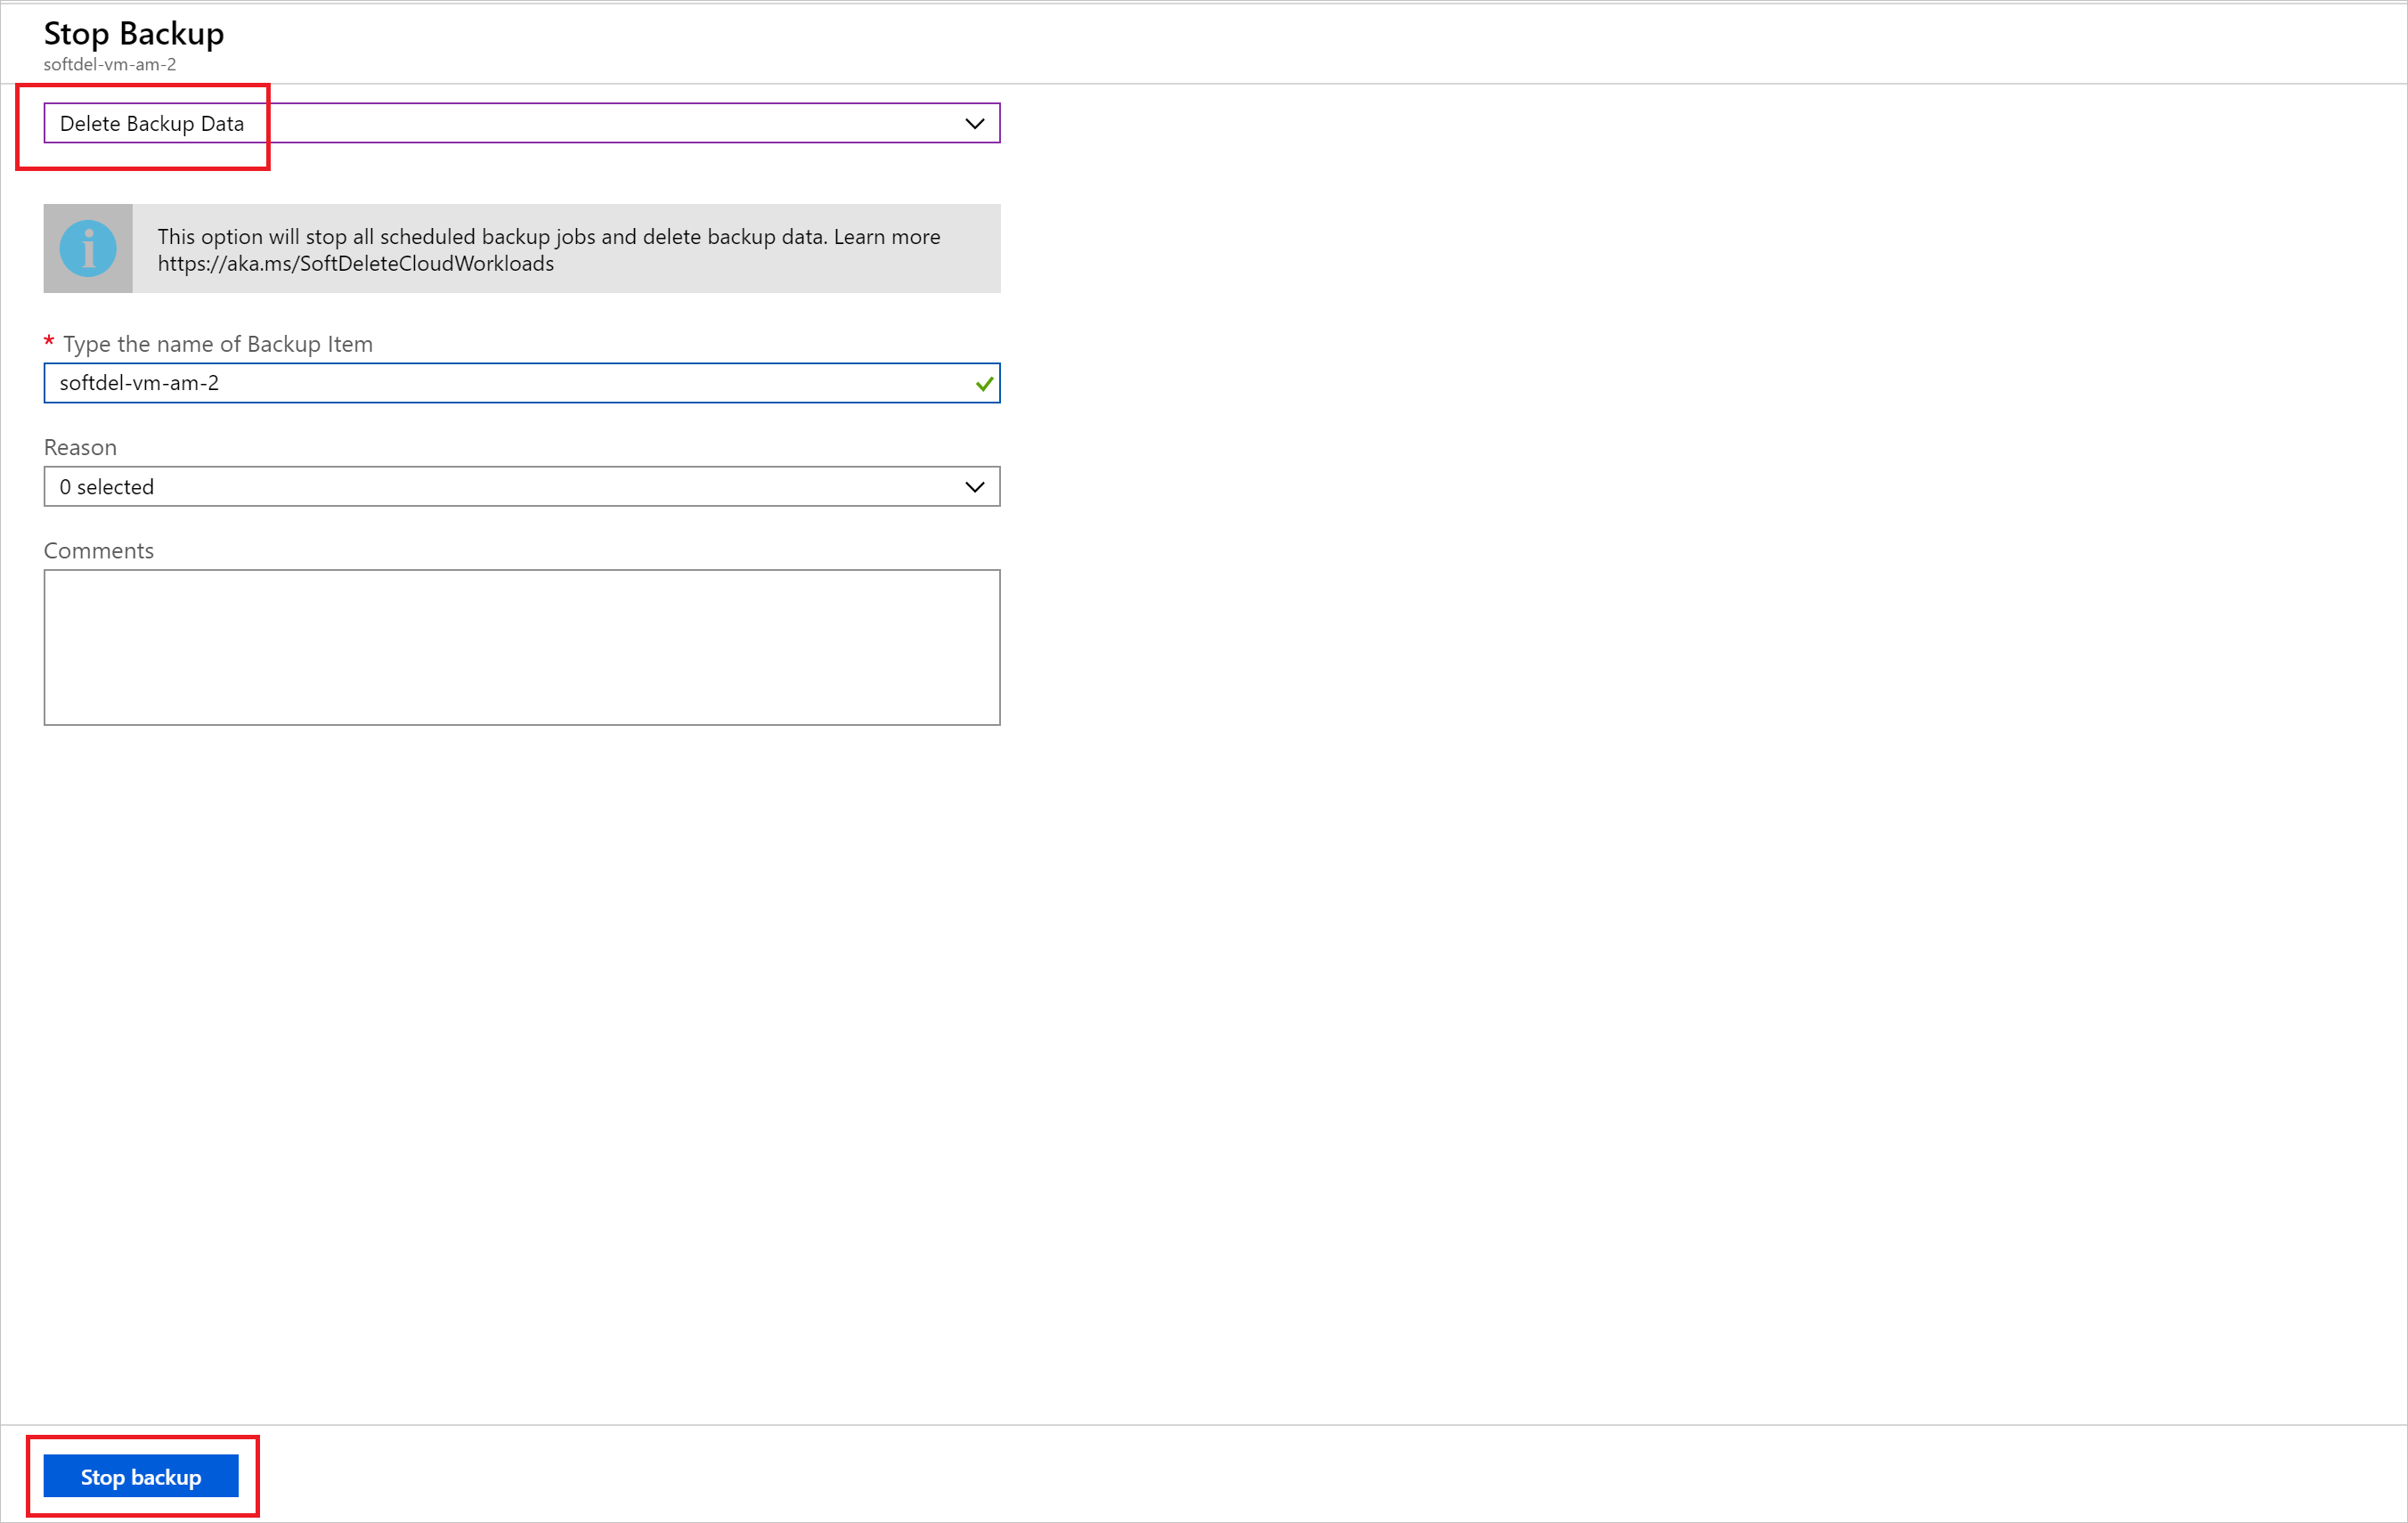 Stop Backup
softdel-vm-am-2
Delete Backup Data
This option will stop all scheduled backup jobs and delete backup data. Learn more
https://aka.ms/SoftDeleteCloudWorkloads
* Type the name of Backup Item
softdel-vm-am-2
Reason
0 selected
Comments
Stop backup